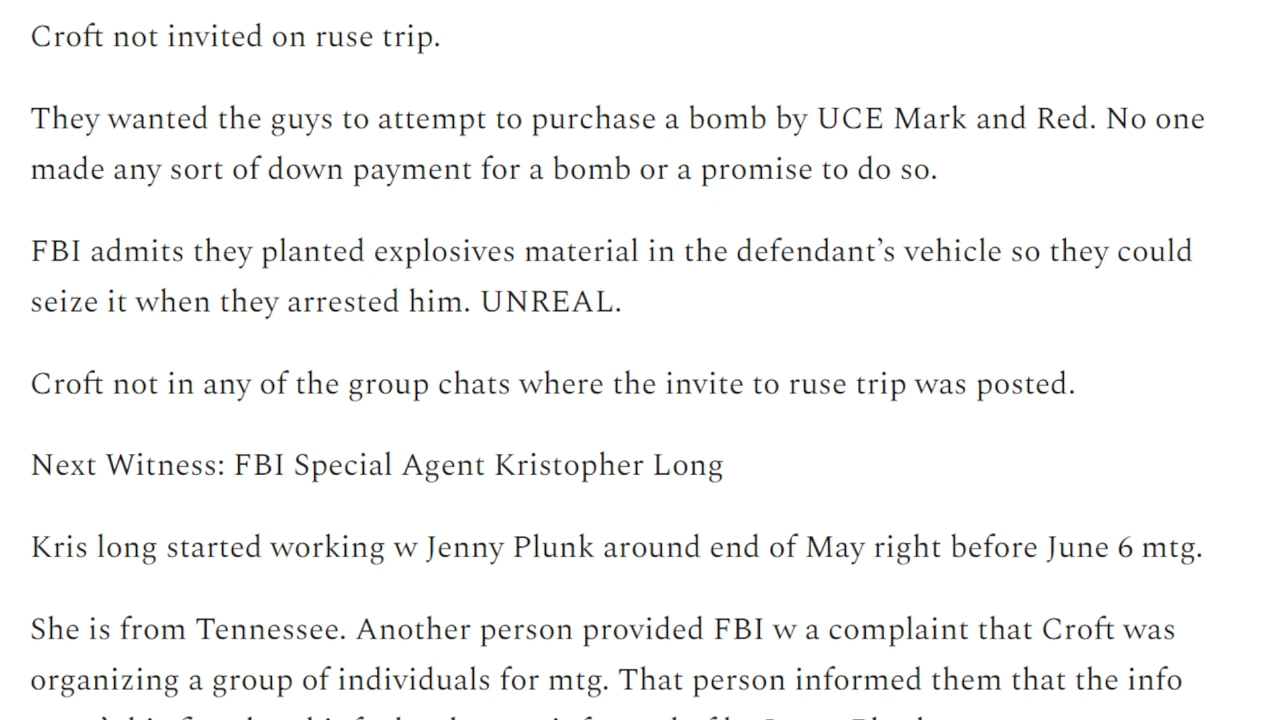 Croft not invited on ruse trip.
They wanted the guys to attempt to purchase a bomb by UCE Mark and Red. No one
made any sort of down payment for a bomb or a promise to do so.
FBI admits they planted explosives material in the defendant’s vehicle so they could
seize it when they arrested him. UNREAL.
Croft not in any of the group chats where the invite to ruse trip was posted.
Next Witness: FBI Special Agent Kristopher Long
Kris long started working w Jenny Plunk around end of May right before June 6 mtg.
She is from Tennessee. Another person provided FBI w a complaint that Croft was
organizing a group of individuals for mtg. That person informed them that the info